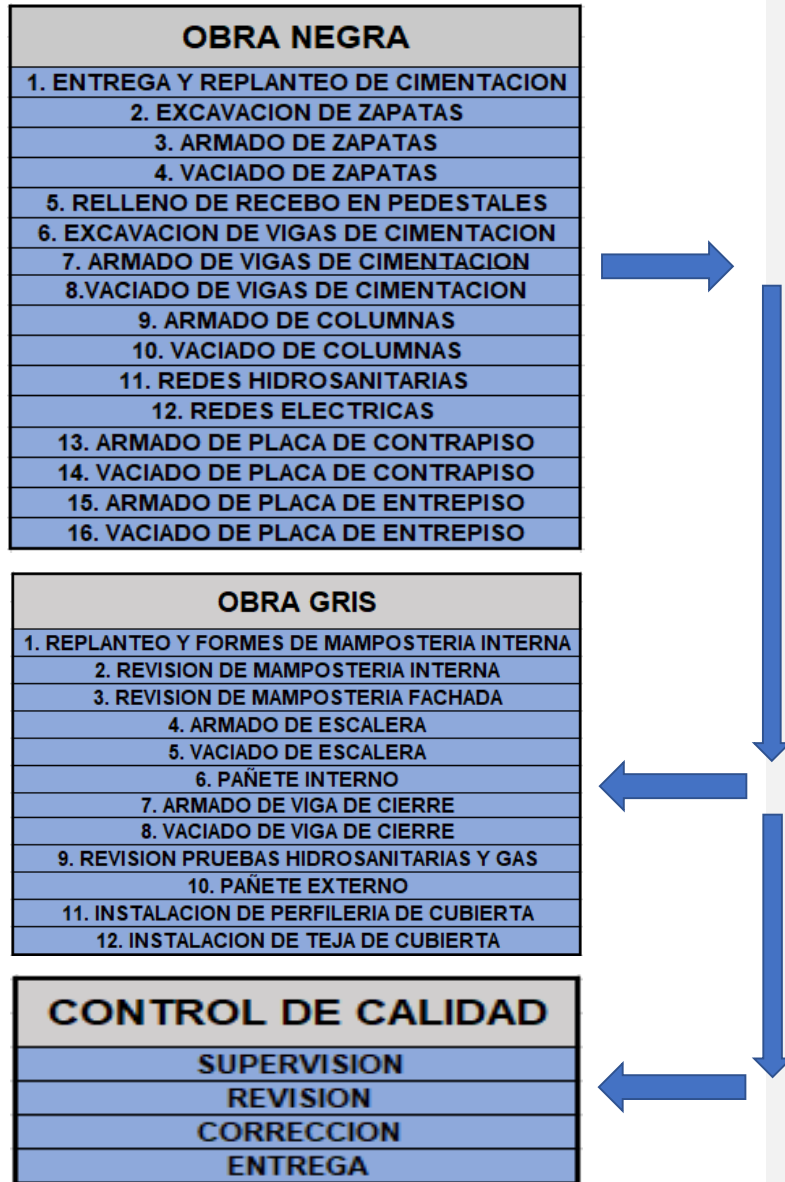 OBRA NEGRA
1. ENTREGA Y REPLANTEO DE CIMENTACION
2. EXCAVACION DE ZAPATAS
3. ARMADO DE ZAPATAS
4. VACIADO DE ZAPATAS
5. RELLENO DE RECEBO EN PEDESTALES
6. EXCAVACION DE VIGAS DE CIMENTACION
7. ARMADO DE VIGAS DE CIMENTACION
8.VACIADO DE VIGAS DE CIMENTACION
9. ARMADO DE COLUMNAS
10. VACIADO DE COLUMNAS
11. REDES HIDROSANITARIAS
12. REDES ELECTRICAS
13. ARMADO DE PLACA DE CONTRAPISO
14. VACIADO DE PLACA DE CONTRAPISO
15. ARMADO DE PLACA DE ENTREPISO
16. VACIADO DE PLACA DE ENTREPISO
OBRA GRIS
1. REPLANTEO Y FORMES DE MAMPOSTERIA INTERNA
2. REVISION DE MAMPOSTERIA INTERNA
3. REVISION DE MAMPOSTERIA FACHADA
4. ARMADO DE ESCALERA
5. VACIADO DE ESCALERA
6. PAÑETE INTERNO
7. ARMADO DE VIGA DE CIERRE
8. VACIADO DE VIGA DE CIERRE
9. REVISION PRUEBAS HIDROSANITARIAS Y GAS
10. PAÑETE EXTERNO
11. INSTALACION DE PERFILERIA DE CUBIERTA
12. INSTALACION DE TEJA DE CUBIERTA
CONTROL DE CALIDAD
SUPERVISION
REVISION
CORRECCION
ENTREGA